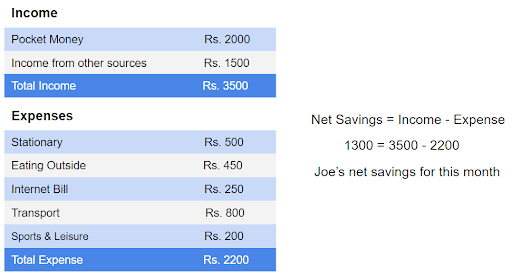 Income
Pocket Money Rs. 2000
Income from other sources Rs. 1500
Total Income Rs. 3500
Expenses
Stationary Rs. 500
Eating Outside Rs. 450
Internet Bill Rs. 250
Transport Rs. 800
Sports & Leisure Rs. 200
Total Expense Rs. 2200
Net Savings = Income - Expense
1300 = 3500 - 2200
Joe's net savings for this month